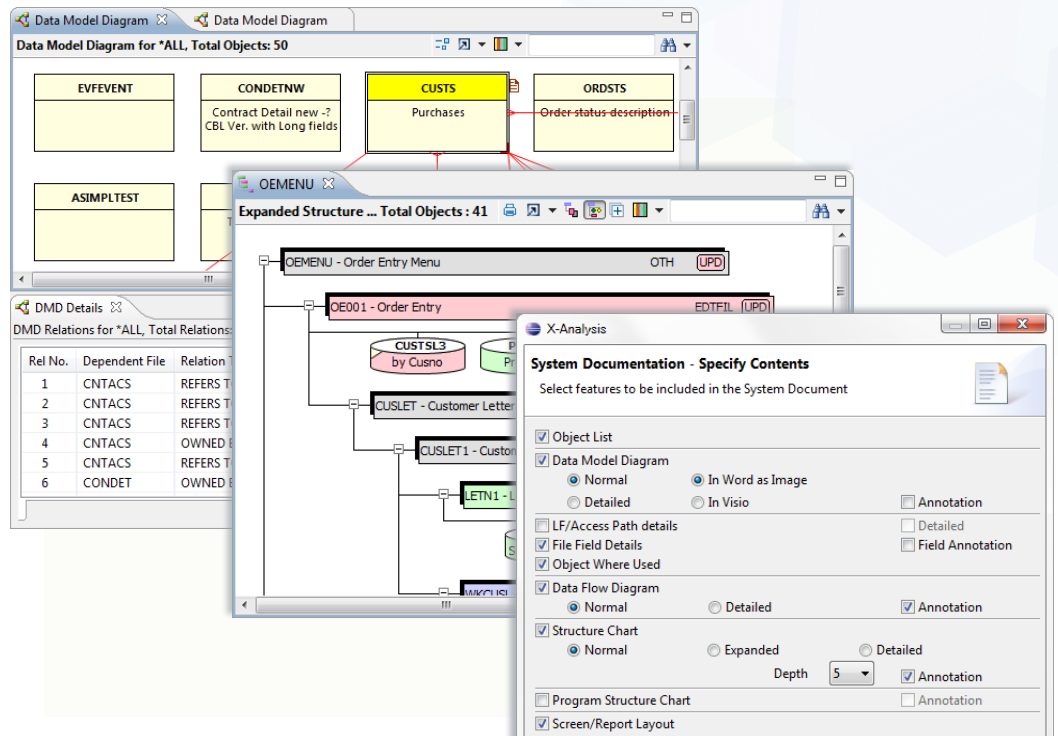 Data Model Diagram
Data Model Diagram
Data Model Diagram for *ALL, Total Objects: 50
EVFEVENT
CONDETNW
CUSTS
ORDSTS
Contract Detail new -?
CBL Ver. with Long fields
Purchases
Order status description
ASIMPLTEST
OEMENU
Expanded Structure ... Total Objects : 41
OEMENU - Order Entry Menu OTH UPD
OE001 - Order Entry EDTFIL UPD
CUSTSL3
by Cusno
CUSLET - Customer Letter
CUSLET1 -
LETN1 -
DMD Details
DMD Relations for *ALL, Total Relations:
Rel No. Dependent File Relation
1 CNTACS REFERS
2 CNTACS REFERS
3 CNTACS REFERS
4 CNTACS OWNED
5 CNTACS REFERS
6 CONDET OWNED
X-Analysis
System Documentation - Specify Contents
Select features to be included in the System Document
Object List
Data Model Diagram
Normal In Word as Image
Detailed In Visio Annotation
LF/Access Path details Detailed
File Field Details Field Annotation
Object Where Used
Data Flow Diagram
Normal Detailed Annotation
Structure Chart
Normal Expanded Detailed
Depth 5 Annotation
Program Structure Chart Annotation
Screen/Report Layout